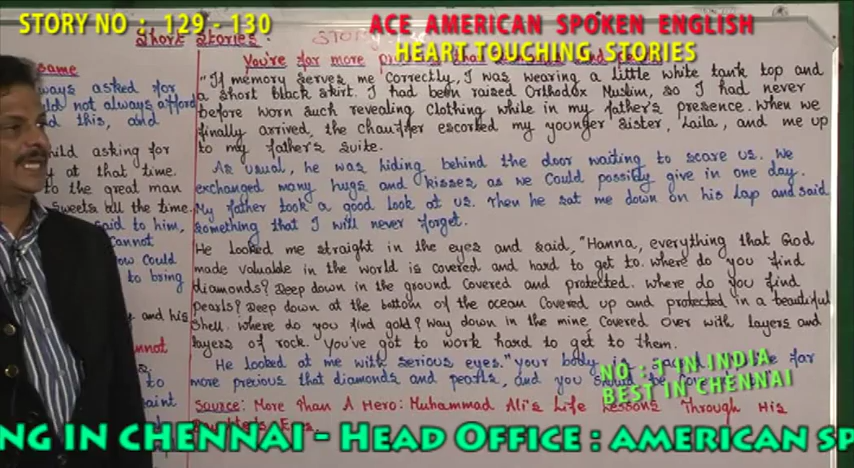 STORY NO : 129 - 130
ACE AMERICAN SPOKEN ENGLISH
HEART TOUCHING STORIES
Short Stories :
same
always asked for
could not always afford
and this, and
child asking for
at that time.
to the great man
sweets all the time.
said to him,
cannot
how could
to bring
and his
cannot
to
You're far more that
"If memory serves me correctly, I was wearing a little white tank top and
a short black skirt. I had been raised Orthodox Muslim, so I had never
before worn such revealing clothing while in my father's presence. When we
finally arrived, the chauffer escorted my younger sister, Laila, and me up
to my father's suite.
As usual, he was hiding behind the door waiting to scare us. We
exchanged many hugs and kisses as we could possibly give in one day.
My father took a good look at us. Then he sat me down on his lap and said
something that I will never forget.
He looked me straight in the eyes and said, "Hanna, everything that God
made valuable in the world is covered and hard to get to. Where do you find
diamonds? Deep down in the ground covered and protected. Where do you find
pearls? Deep down at the bottom of the ocean covered up and protected in a beautiful
shell. Where do you find gold? Way down in the mine, covered over with layers and
layers of rock. You've got to work hard to get to them.
He looked at me with serious eyes. "your body is far
more precious that diamonds and pearls, and you should be
Source: More Than A Hero: Muhammad Ali's Life Lessons Through His
Daughter's Eyes.
NO : 1 IN INDIA
BEST IN CHENNAI
NG IN CHENNAI - HEAD OFFICE : AMERICAN SP